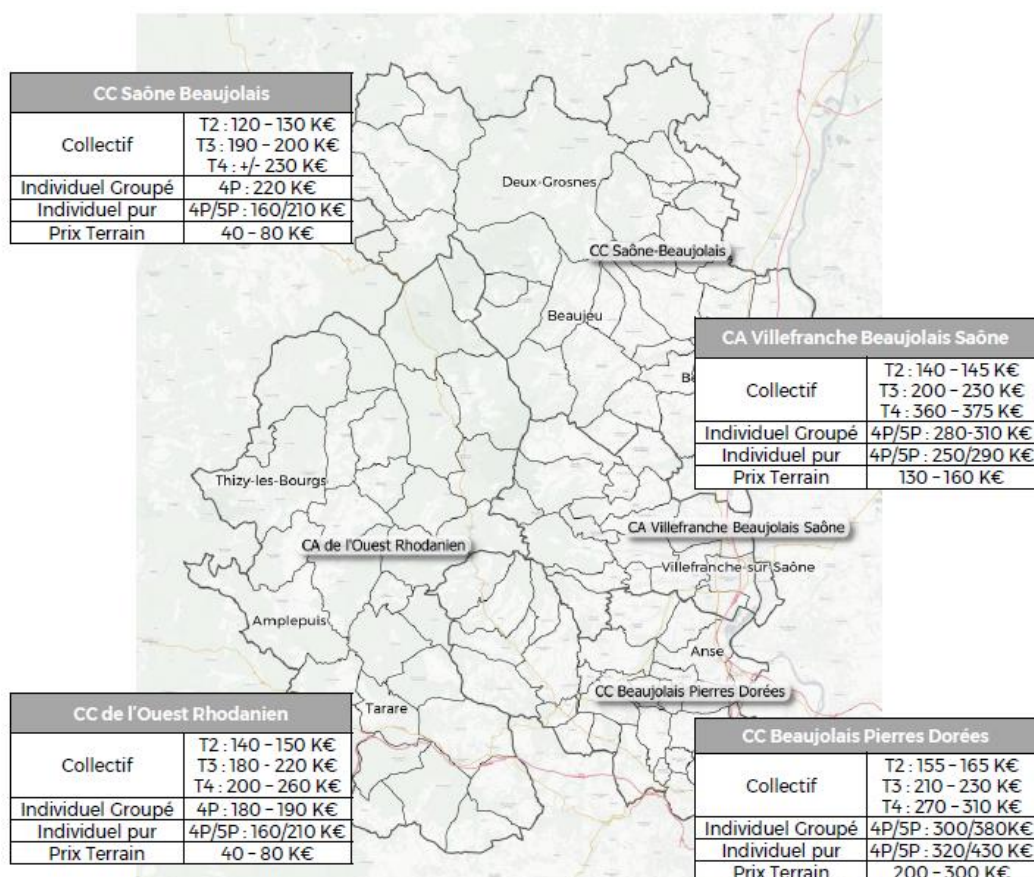 CC Saône Beaujolais
Collectif
T2 : 120 – 130 K€
T3 : 190 – 200 K€
T4 : +/- 230 K€
Individuel Groupé 4P : 220 K€
Individuel pur 4P/5P : 160/210 K€
Prix Terrain 40 – 80 K€
Deux-Grosnes
CC Saône-Beaujolais
Beaujeu
CA Villefranche Beaujolais Saône
Collectif
T2 : 140 – 145 K€
T3 : 200 – 230 K€
T4 : 360 – 375 K€
Individuel Groupé 4P/5P : 280-310 K€
Individuel pur 4P/5P : 250/290 K€
Prix Terrain 130 – 160 K€
Thizy-les-Bourgs
CA Villefranche Beaujolais Saône
CA de l'Ouest Rhodanien
Villefranche-sur-Saône
Amplepuis
Anse
CC Beaujolais Pierres Dorées
Tarare
CC de l'Ouest Rhodanien
Collectif
T2 : 140 – 150 K€
T3 : 180 - 220 K€
T4 : 200 – 260 K€
Individuel Groupé 4P : 180 – 190 K€
Individuel pur 4P/5P : 160/210 K€
Prix Terrain 40 – 80 K€
CC Beaujolais Pierres Dorées
Collectif
T2 : 155 – 165 K€
T3 : 210 – 230 K€
T4 : 270 – 310 K€
Individuel Groupé 4P/5P : 300/380K€
Individuel pur 4P/5P : 320/430 K€
Prix Terrain 200 – 300 K€